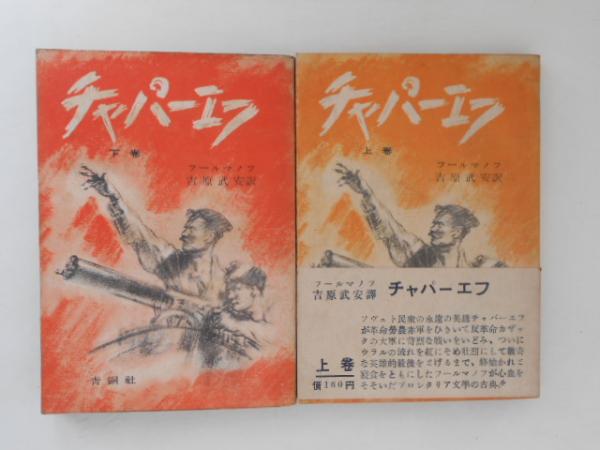 チャパーエフ
下巻
フールマノフ
吉原武安訳
青銅社
チャパーエフ
上巻
フールマノフ
吉原武安訳
フールマノフ
吉原武安譯
チャパーエフ
上巻
價160円
ソヴェト民衆の永遠の英雄チャパーエフ
が革命勞農赤軍をひきいて反革命カザッ
クの大軍に苛烈な戦いをいどみ、ついに
ウラルの流れを紅にそめ壮烈にして
な英雄的最後をとげるまで、終始かれと
寝食をともにしたフールマノフが心血を
そそいだプロレタリア文學の古典